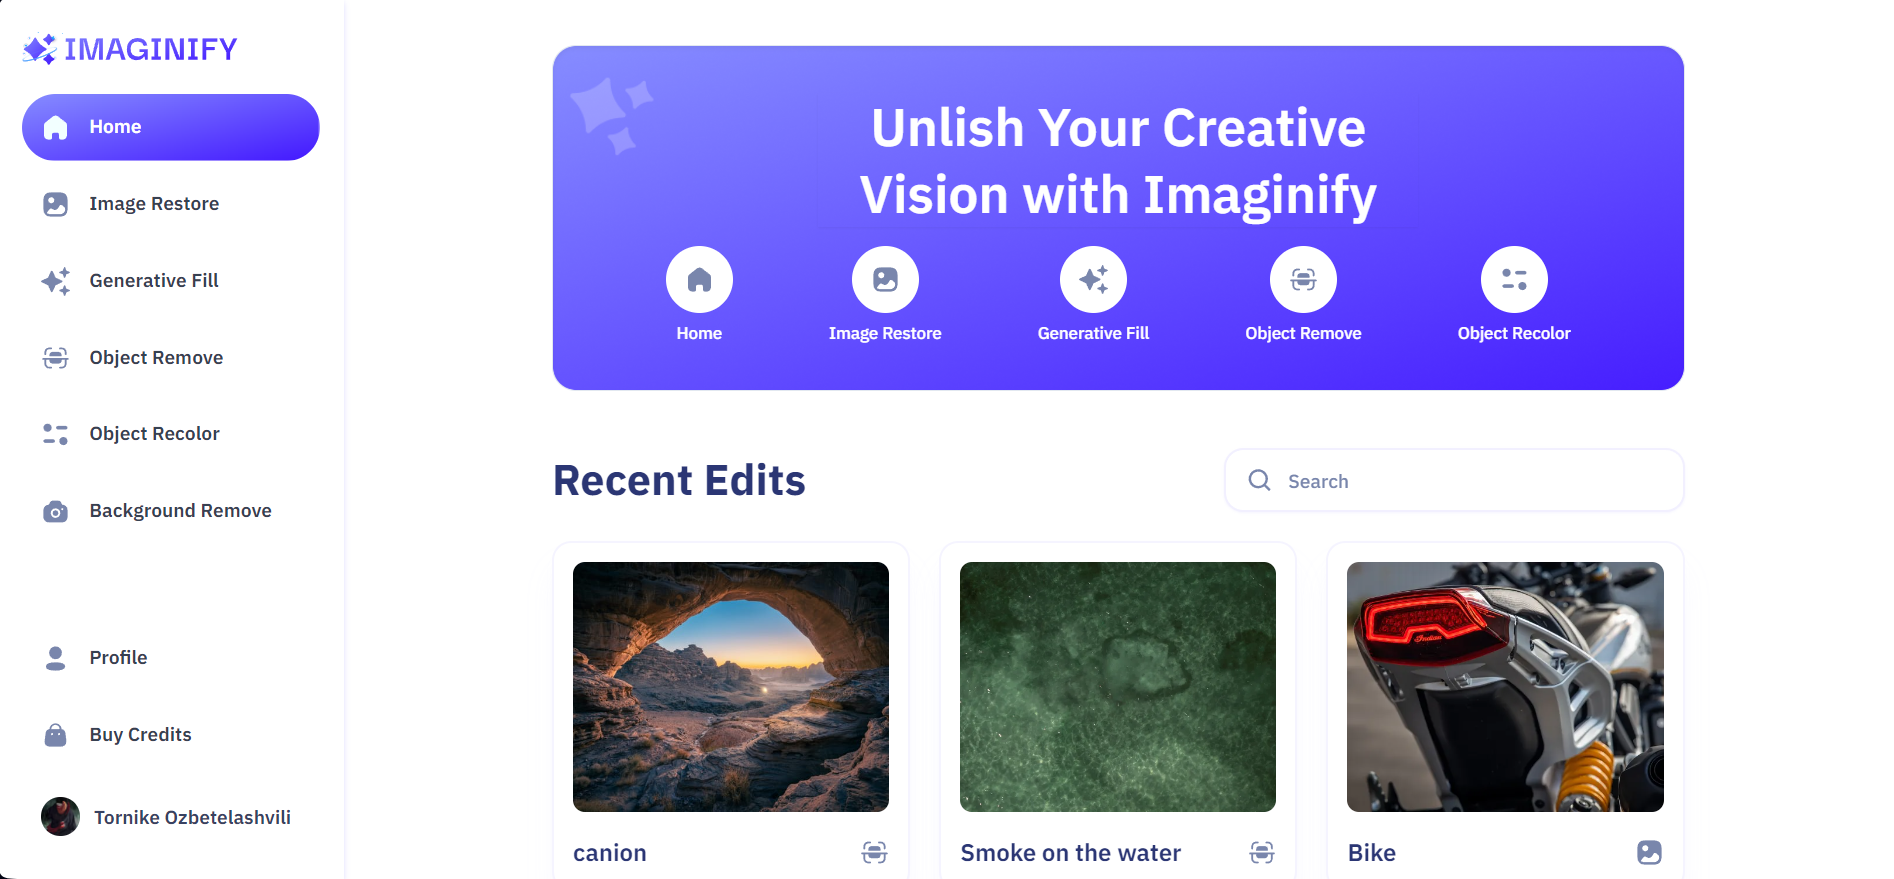 IMAGINIFY
Home
Image Restore
Generative Fill
Object Remove
Object Recolor
Background Remove
Profile
Buy Credits
Tornike Ozbetelashvili
Unlish Your Creative
Vision with Imaginify
Home
Image Restore
Generative Fill
Object Remove
Object Recolor
Recent Edits
Search
Indian
canion
Smoke on the water
Bike